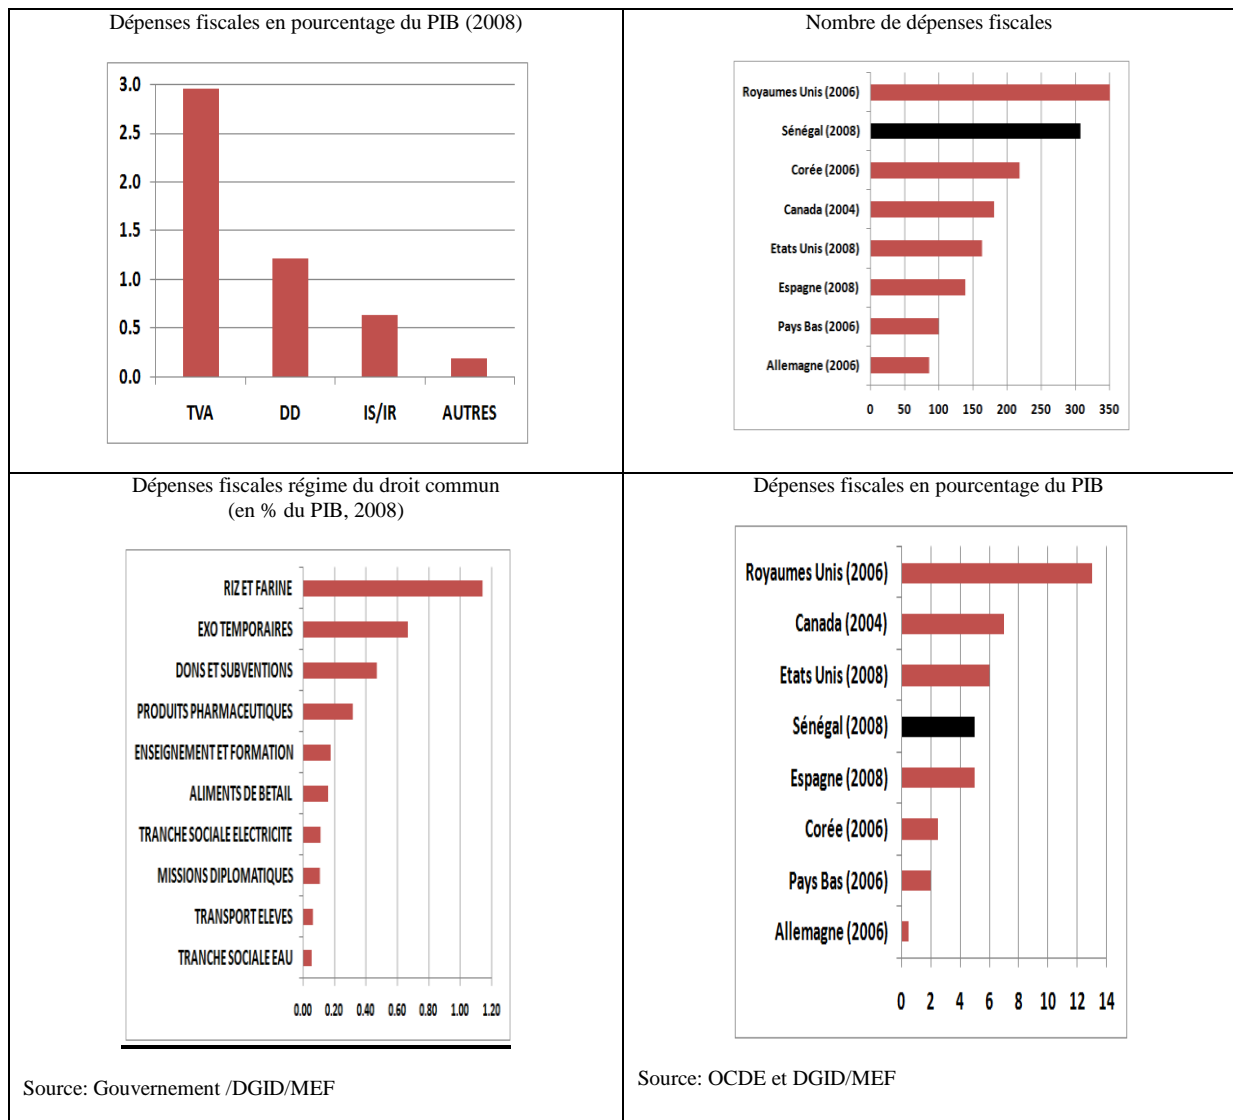 Dépenses fiscales en pourcentage du PIB (2008)
3.0
2.5
2.0
1.5
1.0
0.5
0.0
TVA DD IS/IR AUTRES
Nombre de dépenses fiscales
Royaumes Unis (2006)
Sénégal (2008)
Corée (2006)
Canada (2004)
Etats Unis (2008)
Espagne (2008)
Pays Bas (2006)
Allemagne (2006)
0 50 100 150 200 250 300 350
Dépenses fiscales régime du droit commun
(en % du PIB, 2008)
RIZ ET FARINE
EXO TEMPORAIRES
DONS ET SUBVENTIONS
PRODUITS PHARMACEUTIQUES
ENSEIGNEMENT ET FORMATION
ALIMENTS DE BETAIL
TRANCHE SOCIALE ELECTRICITE
MISSIONS DIPLOMATIQUES
TRANSPORT ELEVES
TRANCHE SOCIALE EAU
0.00 0.20 0.40 0.60 0.80 1.00 1.20
Source: Gouvernement /DGID/MEF
Dépenses fiscales en pourcentage du PIB
Royaumes Unis (2006)
Canada (2004)
Etats Unis (2008)
Sénégal (2008)
Espagne (2008)
Corée (2006)
Pays Bas (2006)
Allemagne (2006)
0 2 4 6 8 10 12 14
Source: OCDE et DGID/MEF